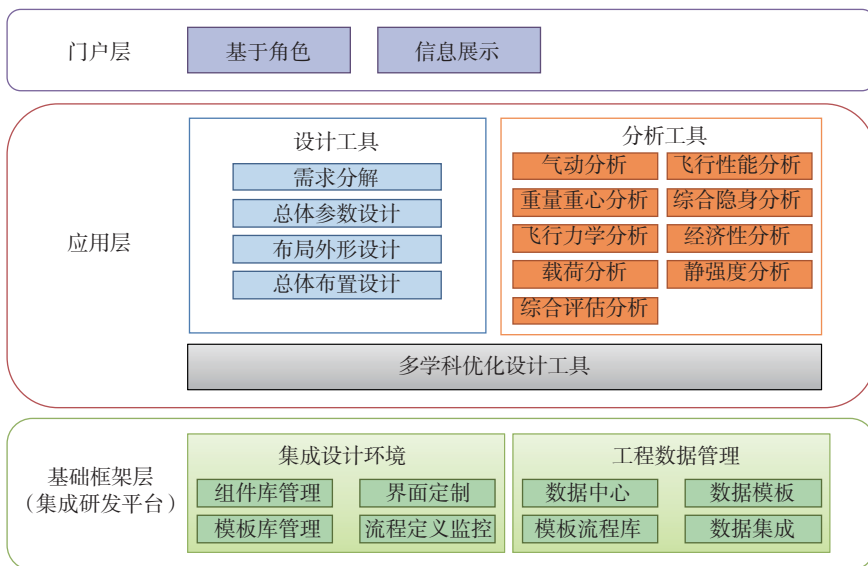 门户层
基于角色
信息展示
应用层
设计工具
需求分解
总体参数设计
布局外形设计
总体布置设计
分析工具
气动分析
飞行性能分析
重量重心分析
综合隐身分析
飞行力学分析
经济性分析
载荷分析
静强度分析
综合评估分析
多学科优化设计工具
基础框架层
（集成研发平台）
集成设计环境
组件库管理
界面定制
模板库管理
流程定义监控
工程数据管理
数据中心
数据模板
模板流程库
数据集成